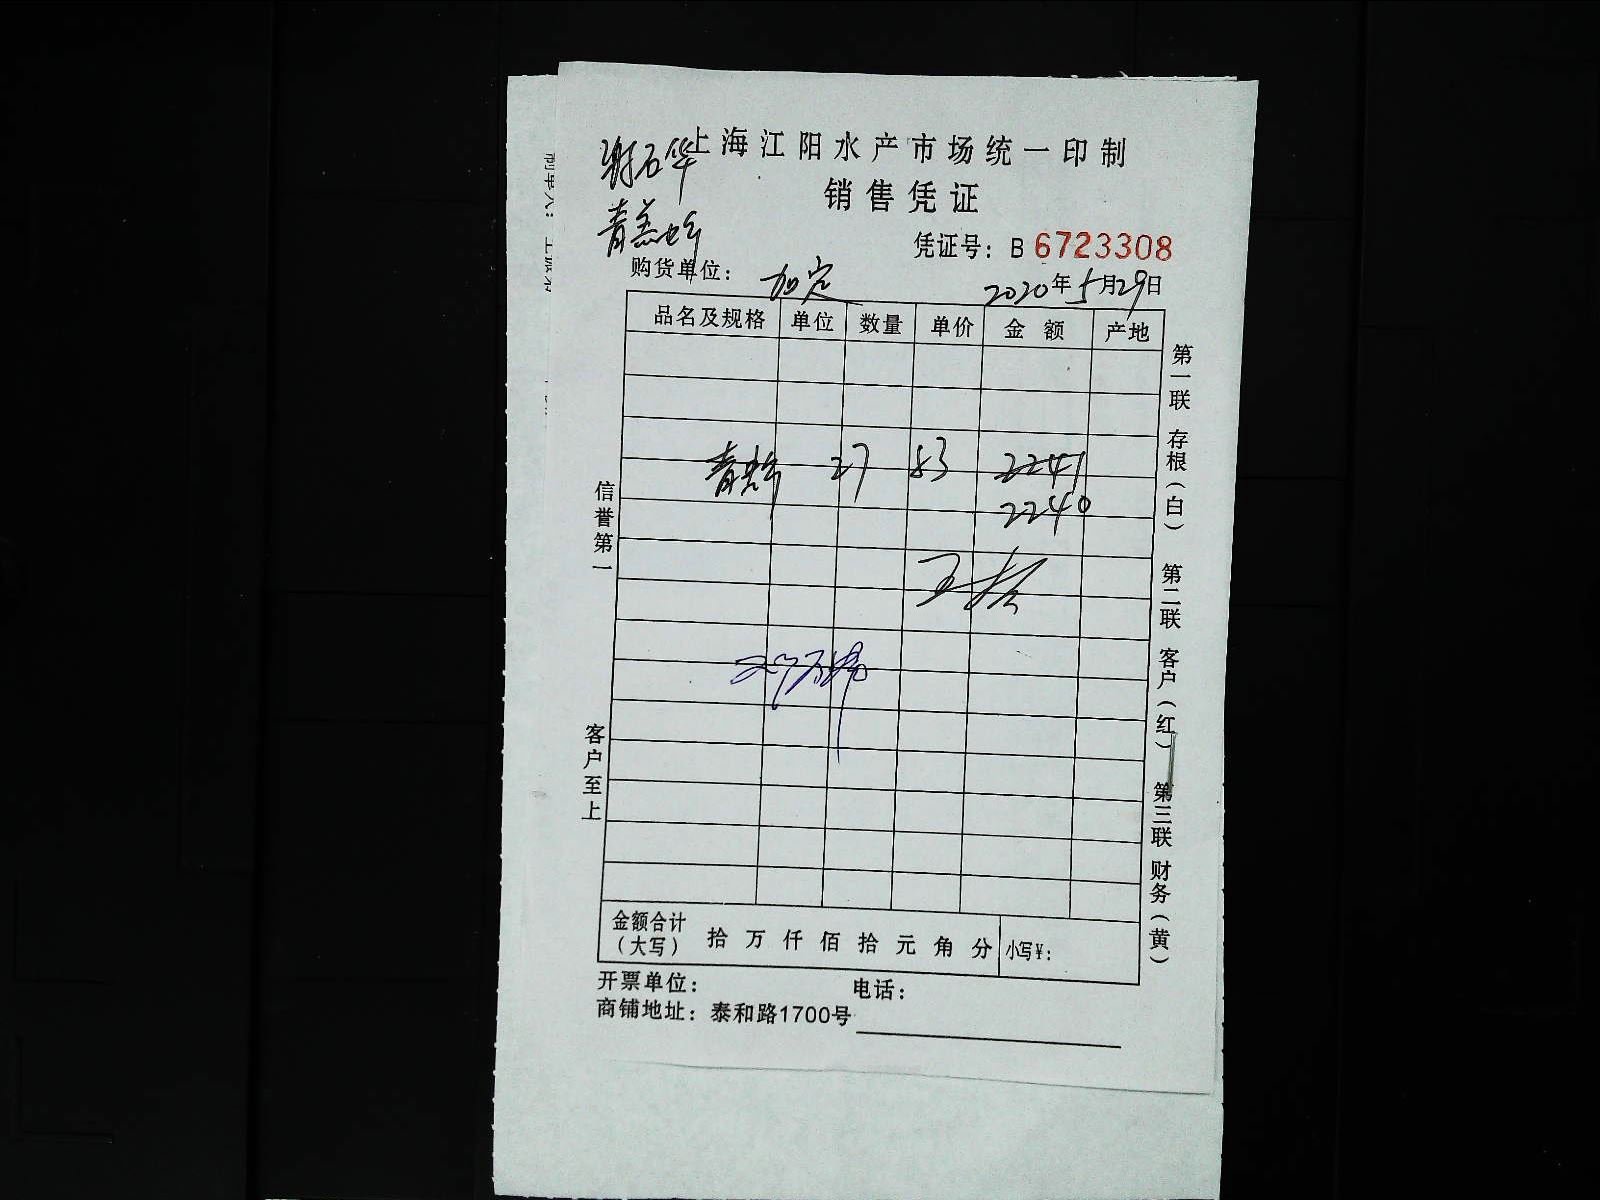 上海江阳水产市场统一印制
谢石华
销售凭证
凭证号：B 6723308
购货单位：加定
2020年5月29日
品名及规格 单位 数量 单价 金额 产地
27 83 2241
2240
信誉第一
客户至上
第一联 存根（白） 第二联 客户（红） 第三联 财务（黄）
金额合计
（大写） 拾 万 仟 佰 拾 元 角 分 小写¥：
开票单位： 电话：
商铺地址：泰和路1700号